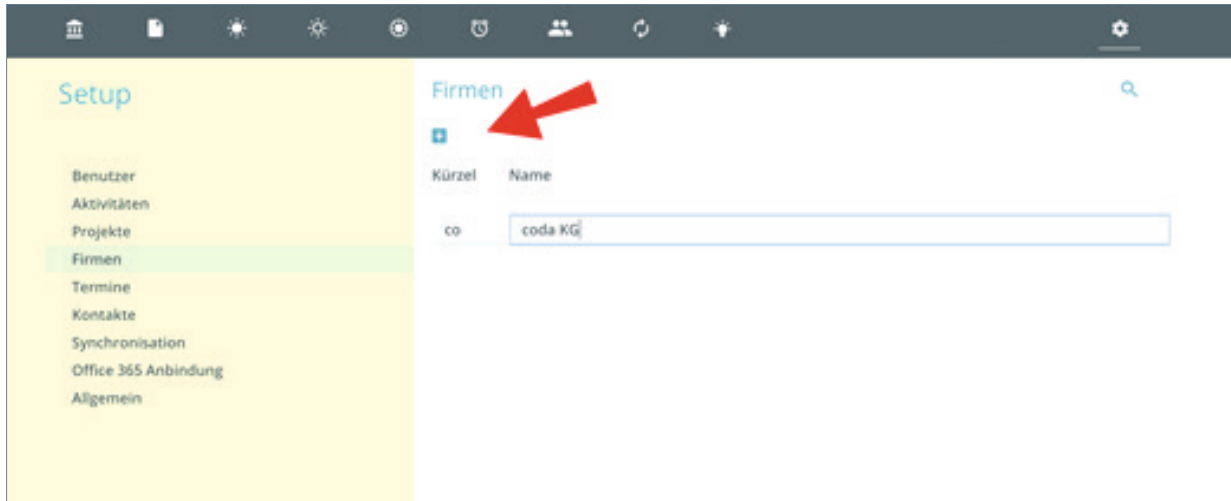 Setup
Benutzer
Aktivitäten
Projekte
Firmen
Termine
Kontakte
Synchronisation
Office 365 Anbindung
Allgemein
Firmen
Kürzel Name
co coda KG